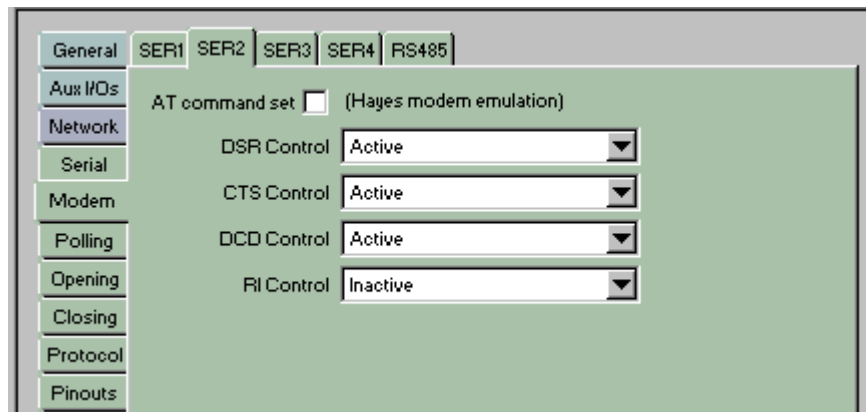 General
Aux I/Os
Network
Serial
Modem
Polling
Opening
Closing
Protocol
Pinouts
SER1 SER2 SER3 SER4 RS485
AT command set (Hayes modem emulation)
DSR Control Active
CTS Control Active
DCD Control Active
RI Control Inactive